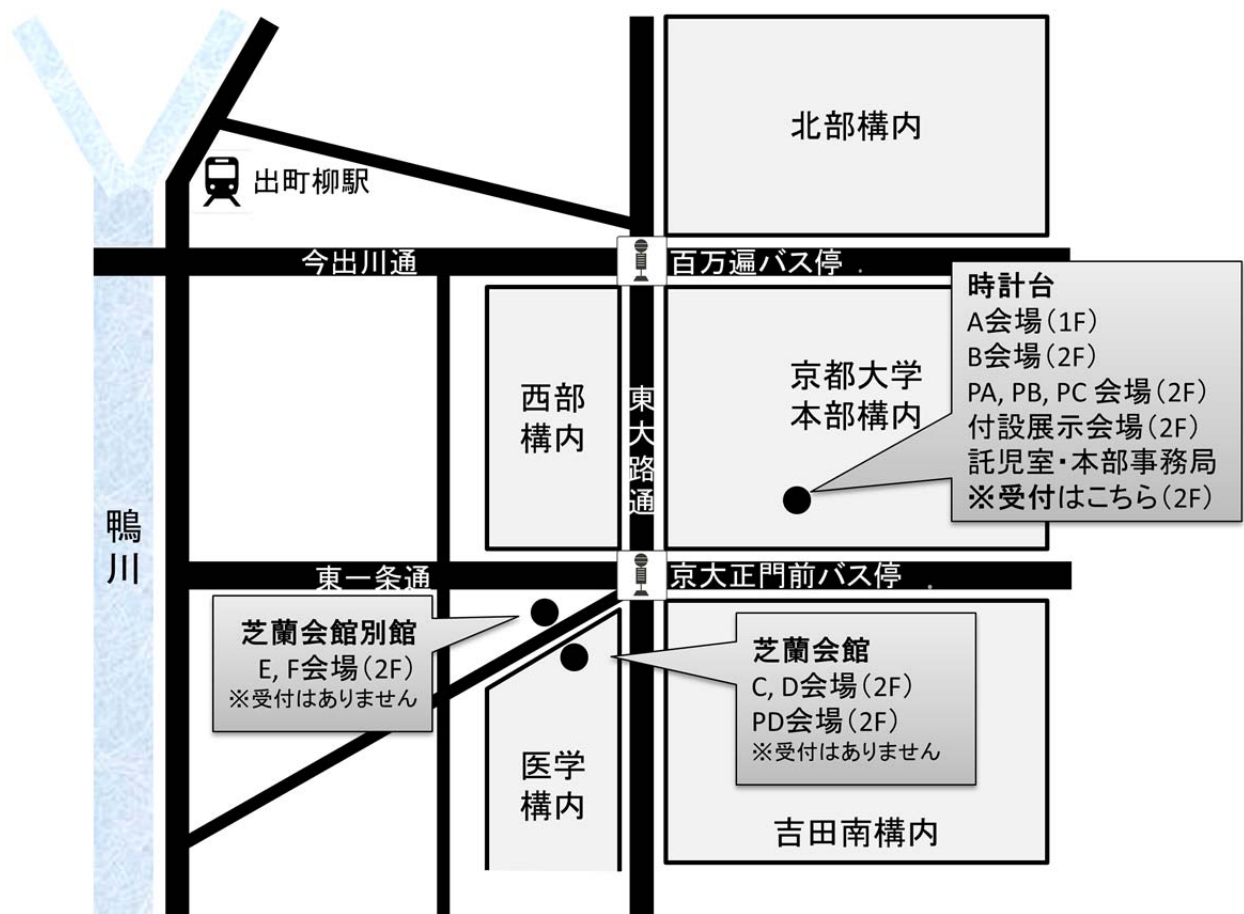 北部構内
出町柳駅
今出川通
百万遍バス停
時計台
A会場(1F)
B会場(2F)
PA, PB, PC 会場(2F)
付設展示会場(2F)
託児室・本部事務局
※受付はこちら(2F)
京都大学
本部構内
西部
構内
東大路通
鴨川
東一条通
京大正門前バス停
芝蘭会館別館
E, F会場(2F)
※受付はありません
芝蘭会館
C, D会場(2F)
PD会場(2F)
※受付はありません
医学
構内
吉田南構内